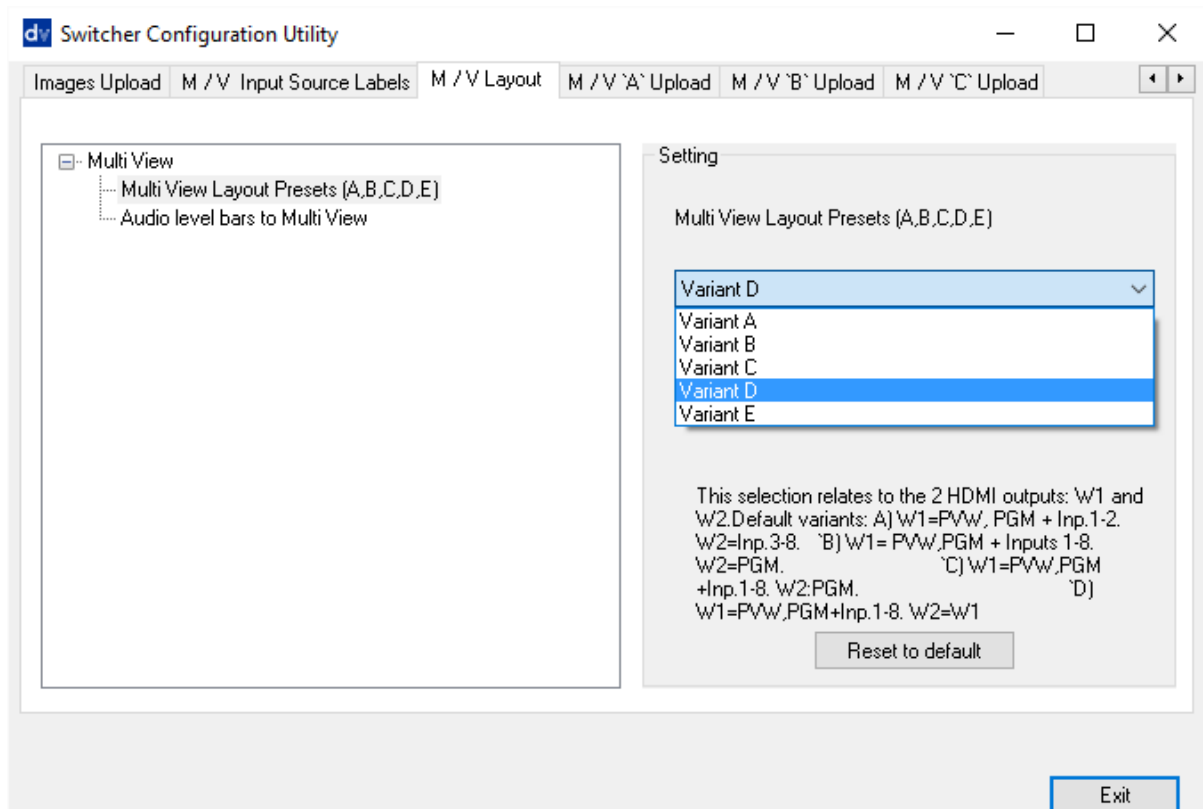 dv Switcher Configuration Utility
Images Upload M / V Input Source Labels M / V Layout M / V `A` Upload M / V `B` Upload M / V `C` Upload
Multi View
Multi View Layout Presets (A,B,C,D,E)
Audio level bars to Multi View
Setting
Multi View Layout Presets (A,B,C,D,E)
Variant D
Variant A
Variant B
Variant C
Variant D
Variant E
This selection relates to the 2 HDMI outputs: W1 and
W2.Default variants: A) W1=PVW, PGM + Inp.1-2.
W2=Inp.3-8. `B) W1= PVW,PGM + Inputs 1-8.
W2=PGM. `C) W1=PVW,PGM
+Inp.1-8. W2:PGM. `D)
W1=PVW,PGM+Inp.1-8. W2=W1
Reset to default
Exit